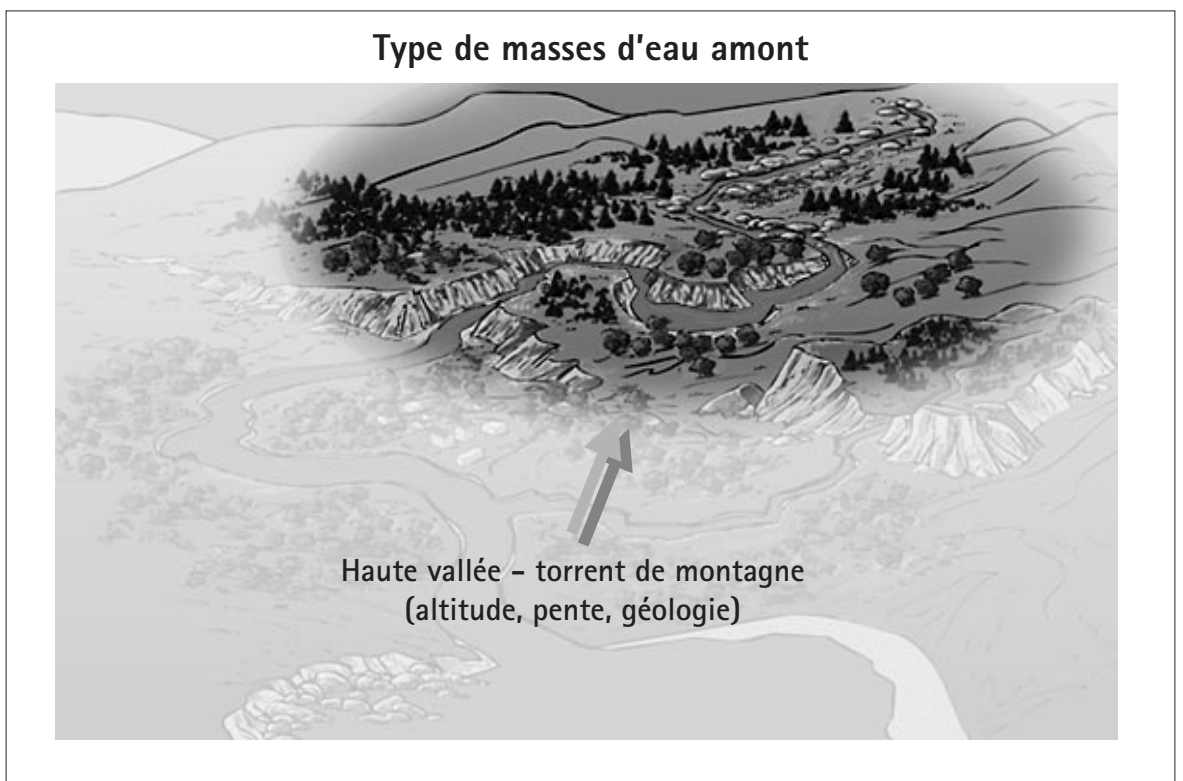 Type de masses d'eau amont
Haute vallée – torrent de montagne
(altitude, pente, géologie)